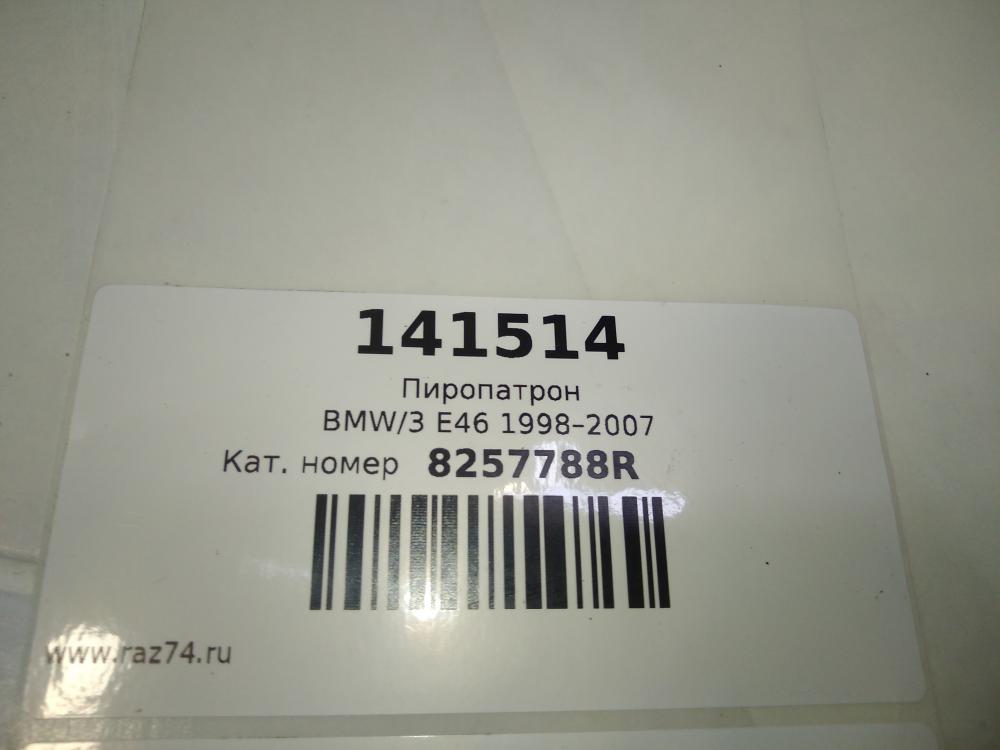 141514
Пиропатрон
BMW/3 E46 1998–2007
Кат. номер 8257788R
www.raz74.ru